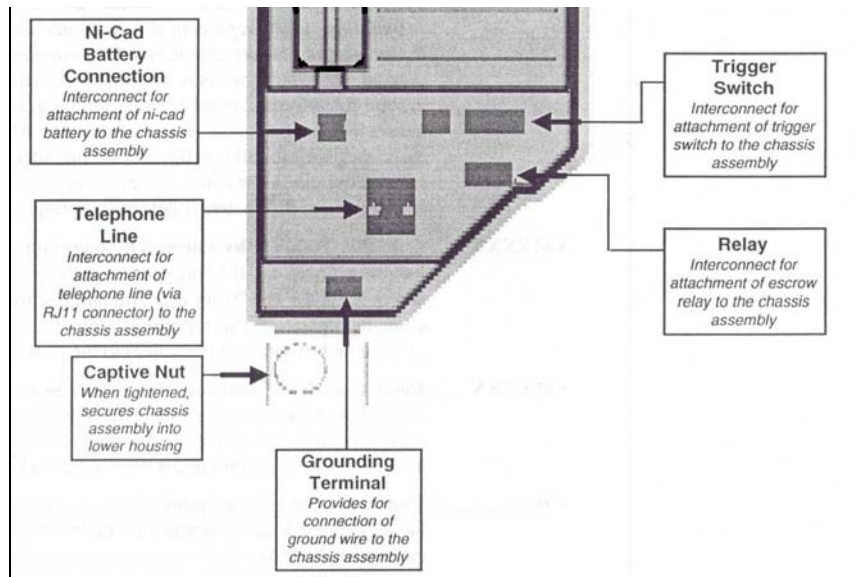 Ni-Cad
Battery
Connection
Interconnect for
attachment of ni-cad
battery to the chassis
assembly
Trigger
Switch
Interconnect for
attachment of trigger
switch to the chassis
assembly
Telephone
Line
Interconnect for
attachment of
telephone line (via
RJ11 connector) to the
chassis assembly
Relay
Interconnect for
attachment of escrow
relay to the chassis
assembly
Captive Nut
When tightened,
secures chassis
assembly into
lower housing
Grounding
Terminal
Provides for
connection of
ground wire to the
chassis assembly